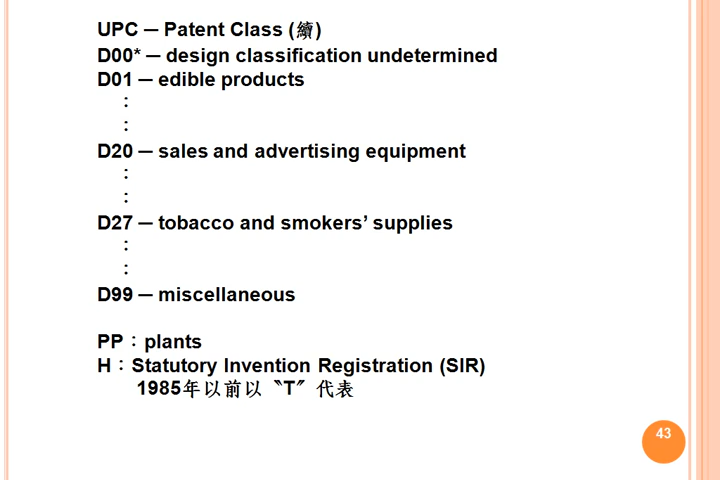 UPC ─ Patent Class (續)
D00* ─ design classification undetermined
D01 ─ edible products
：
：
D20 ─ sales and advertising equipment
：
：
D27 ─ tobacco and smokers’ supplies
：
：
D99 ─ miscellaneous
PP：plants
H：Statutory Invention Registration (SIR)
1985年以前以〝T〞代表
43